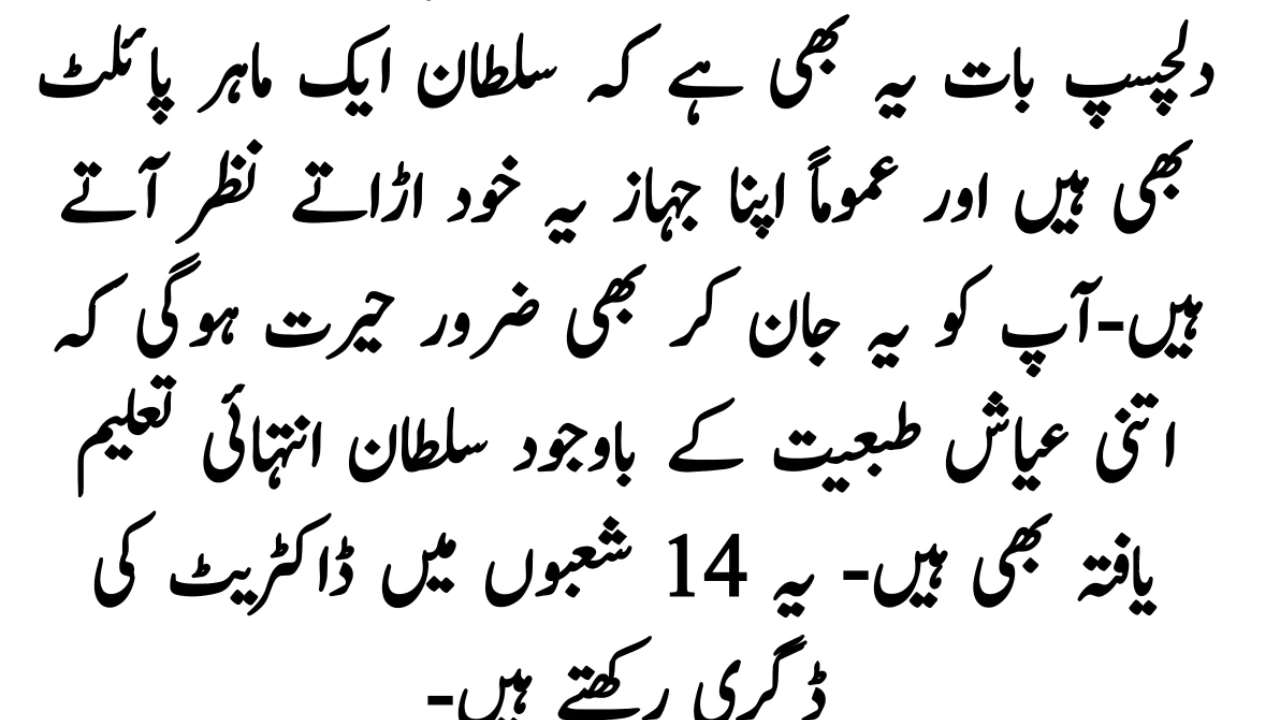 دلچسپ بات یہ بھی ہے کہ سلطان ایک ماہر پائلٹ
بھی ہیں اور عموماً اپنا جہاز یہ خود اڑاتے نظر آتے
ہیں-آپ کو یہ جان کر بھی ضرور حیرت ہوگی کہ
اتنی عیاش طبعیت کے باوجود سلطان انتہائی تعلیم
یافتہ بھی ہیں- یہ 14 شعبوں میں ڈاکٹریٹ کی
ڈگری رکھتے ہیں-